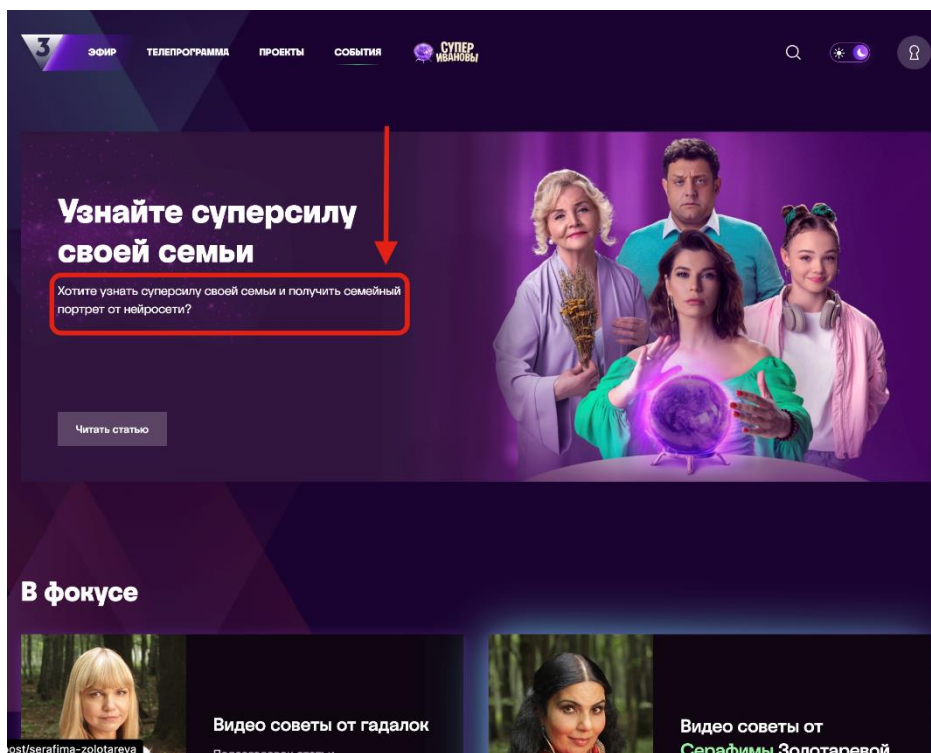 3 ЭФИР ТЕЛЕПРОГРАММА ПРОЕКТЫ СОБЫТИЯ СУПЕР ИВАНОВЫ
Узнайте суперсилу
своей семьи
Хотите узнать суперсилу своей семьи и получить семейный
портрет от нейросети?
Читать статью
В фокусе
Видео советы от гадалок
Видео советы от
Серафимы Золотаревой
post/serafima-zolotareva